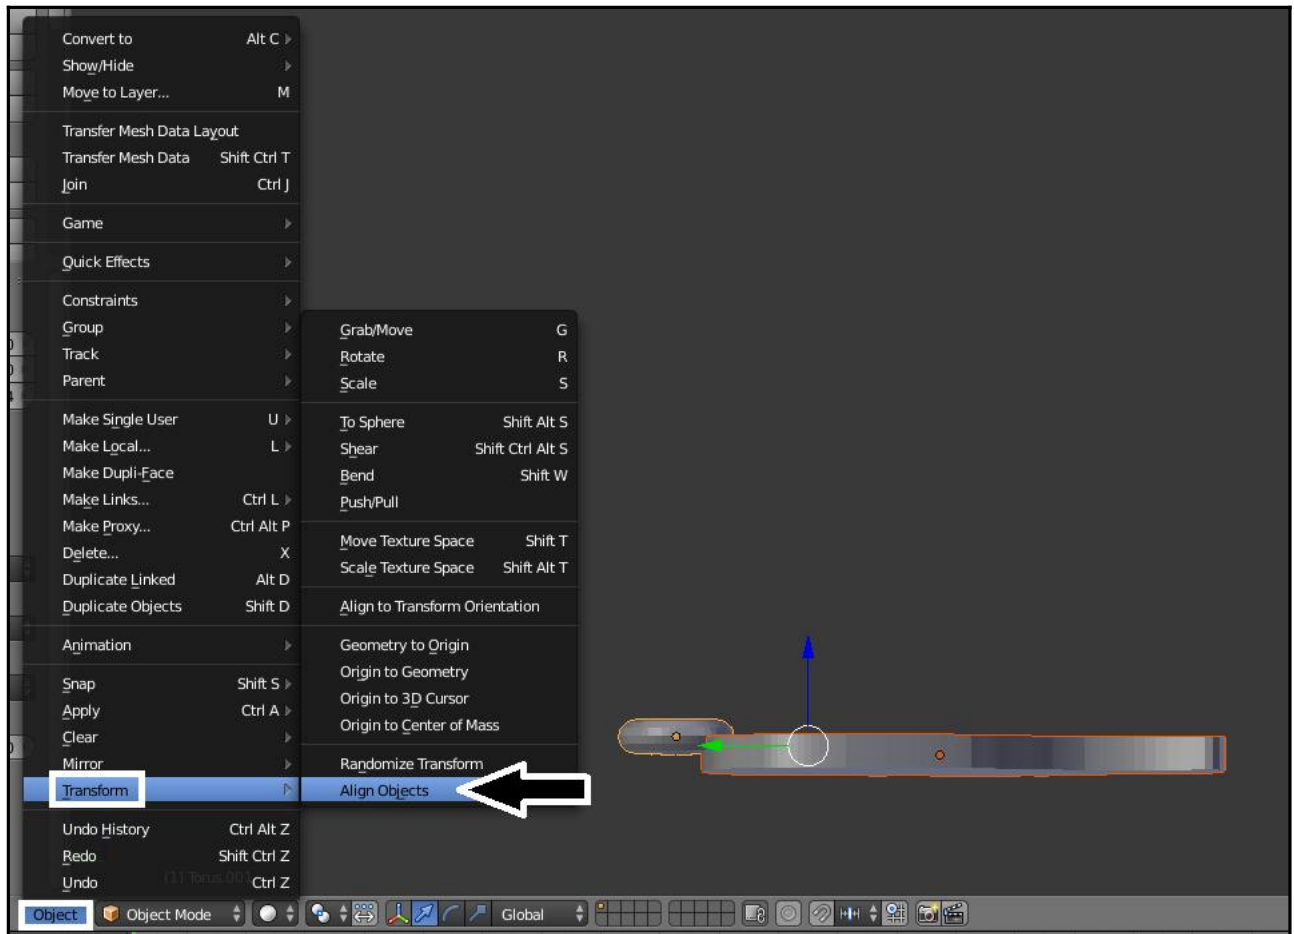 Convert to Alt C
Show/Hide
Move to Layer... M
Transfer Mesh Data Layout
Transfer Mesh Data Shift Ctrl T
Join Ctrl J
Game
Quick Effects
Constraints
Group
Track
Parent
Make Single User U
Make Local... L
Make Dupli-Face
Make Links... Ctrl L
Make Proxy... Ctrl Alt P
Delete... X
Duplicate Linked Alt D
Duplicate Objects Shift D
Animation
Snap Shift S
Apply Ctrl A
Clear
Mirror
Transform
Undo History Ctrl Alt Z
Redo Shift Ctrl Z
(1) Torus.001
Undo Ctrl Z
Grab/Move G
Rotate R
Scale S
To Sphere Shift Alt S
Shear Shift Ctrl Alt S
Bend Shift W
Push/Pull
Move Texture Space Shift T
Scale Texture Space Shift Alt T
Align to Transform Orientation
Geometry to Origin
Origin to Geometry
Origin to 3D Cursor
Origin to Center of Mass
Randomize Transform
Align Objects
Object Object Mode Global